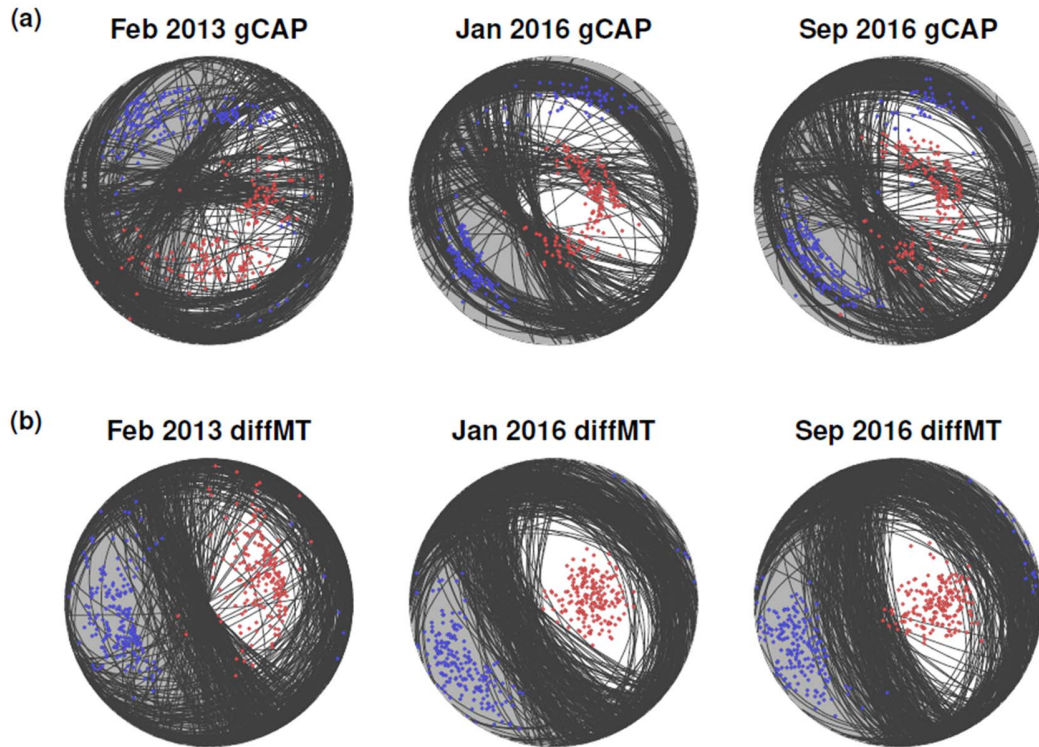 (a)
Feb 2013 gCAP Jan 2016 gCAP Sep 2016 gCAP
(b)
Feb 2013 diffMT Jan 2016 diffMT Sep 2016 diffMT